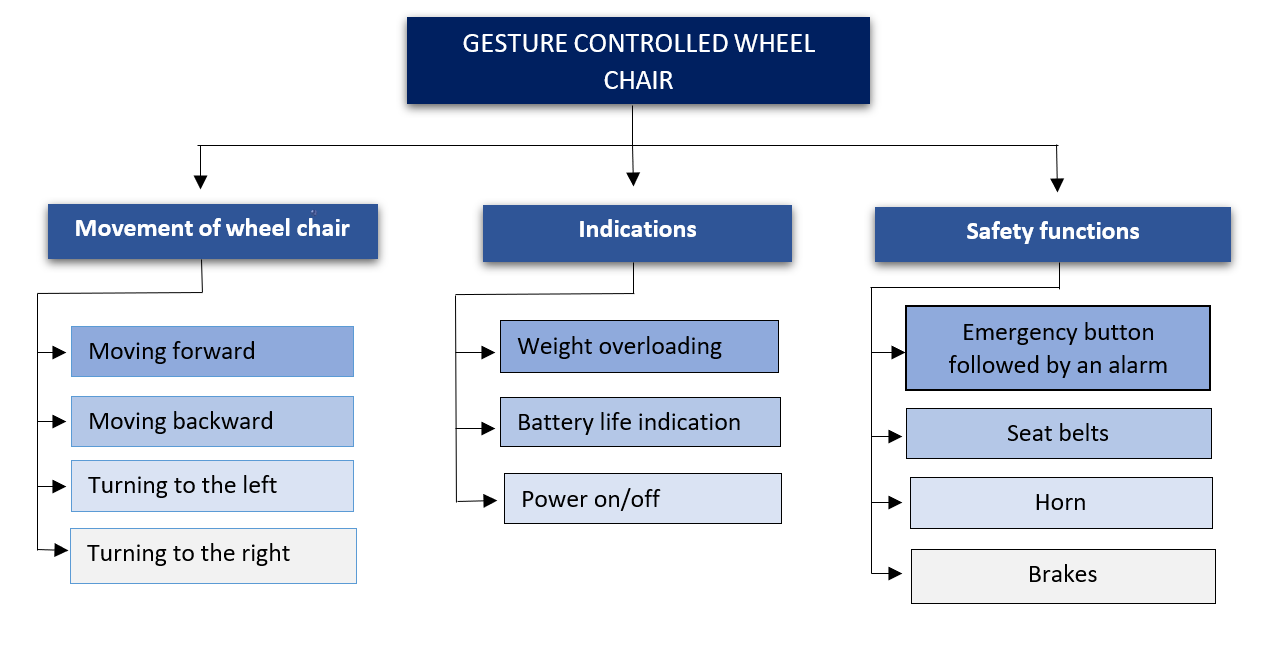 GESTURE CONTROLLED WHEEL
CHAIR
Movement of wheel chair
Moving forward
Moving backward
Turning to the left
Turning to the right
Indications
Weight overloading
Battery life indication
Power on/off
Safety functions
Emergency button
followed by an alarm
Seat belts
Horn
Brakes